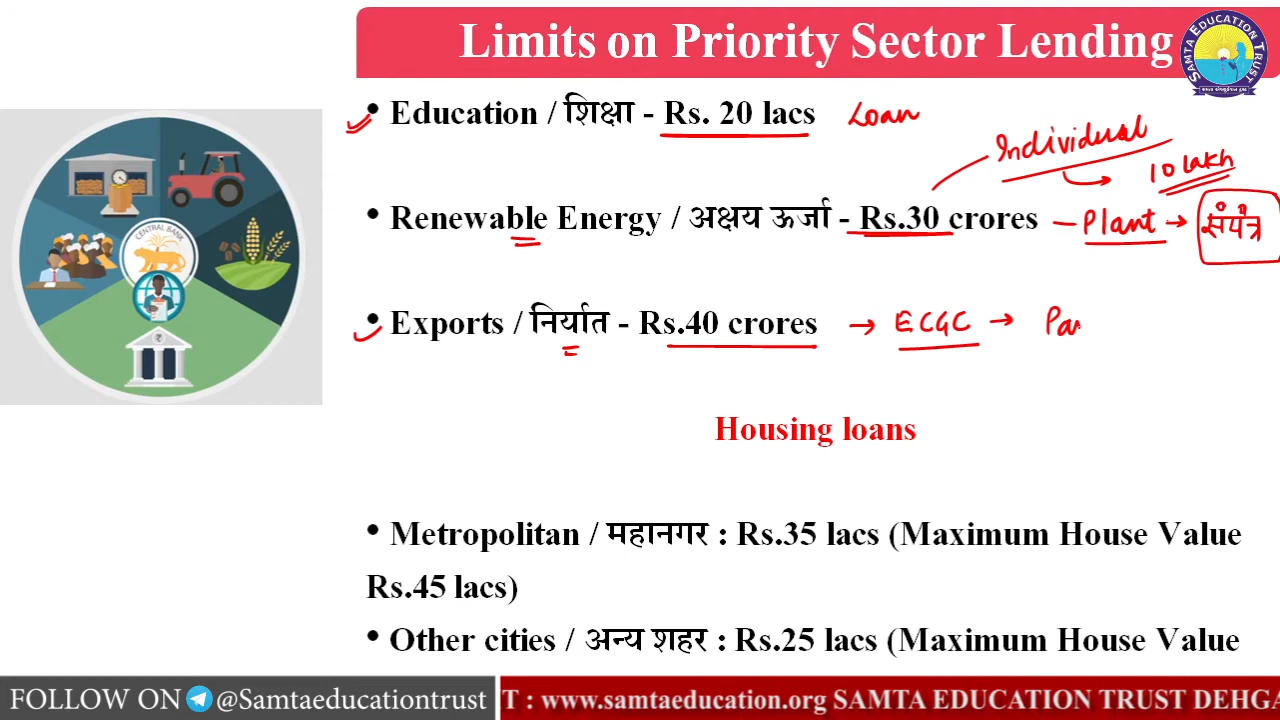 Limits on Priority Sector Lending
SAMTA EDUCATION TRUST
• Education / शिक्षा - Rs. 20 lacs Loan
Individual
10 lakh
• Renewable Energy / अक्षय ऊर्जा - Rs.30 crores – Plant → संयंत्र
CENTRAL BANK
• Exports / निर्यात - Rs.40 crores → ECGC → Pa
Housing loans
• Metropolitan / महानगर : Rs.35 lacs (Maximum House Value
Rs.45 lacs)
• Other cities / अन्य शहर : Rs.25 lacs (Maximum House Value
FOLLOW ON @Samtaeducationtrust T : www.samtaeducation.org SAMTA EDUCATION TRUST DEHGA